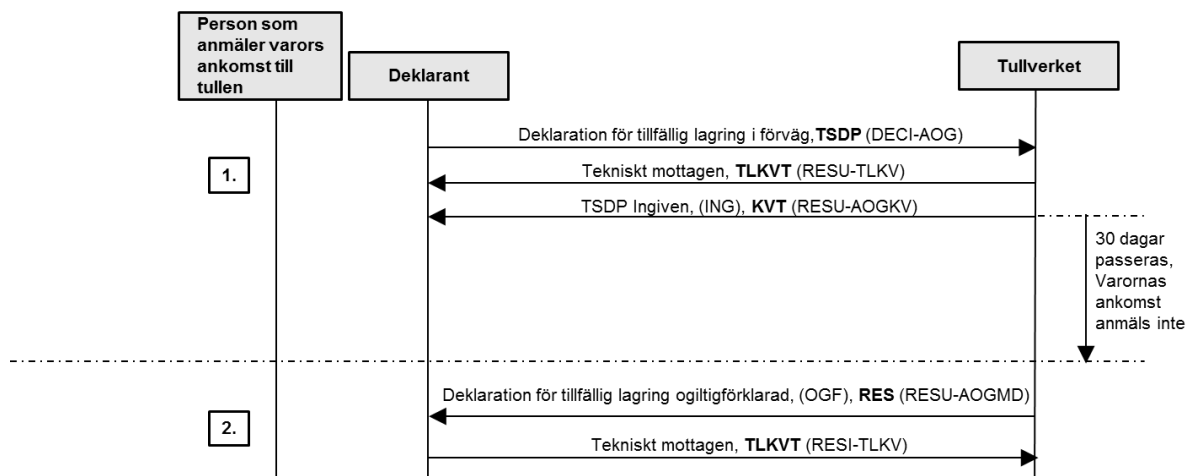 Person som
anmäler varors
ankomst till
tullen
Deklarant
Tullverket
Deklaration för tillfällig lagring i förväg,TSDP (DECI-AOG)
1.
Tekniskt mottagen, TLKVT (RESU-TLKV)
TSDP Ingiven, (ING), KVT (RESU-AOGKV)
30 dagar
passeras,
Varornas
ankomst
anmäls inte
Deklaration för tillfällig lagring ogiltigförklarad, (OGF), RES (RESU-AOGMD)
2.
Tekniskt mottagen, TLKVT (RESI-TLKV)